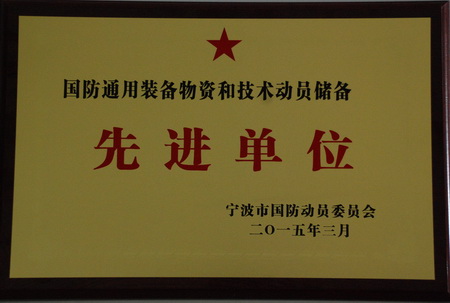 国防通用装备物资和技术动员储备
先进单位
宁波市国防动员委员会
二〇一五年三月